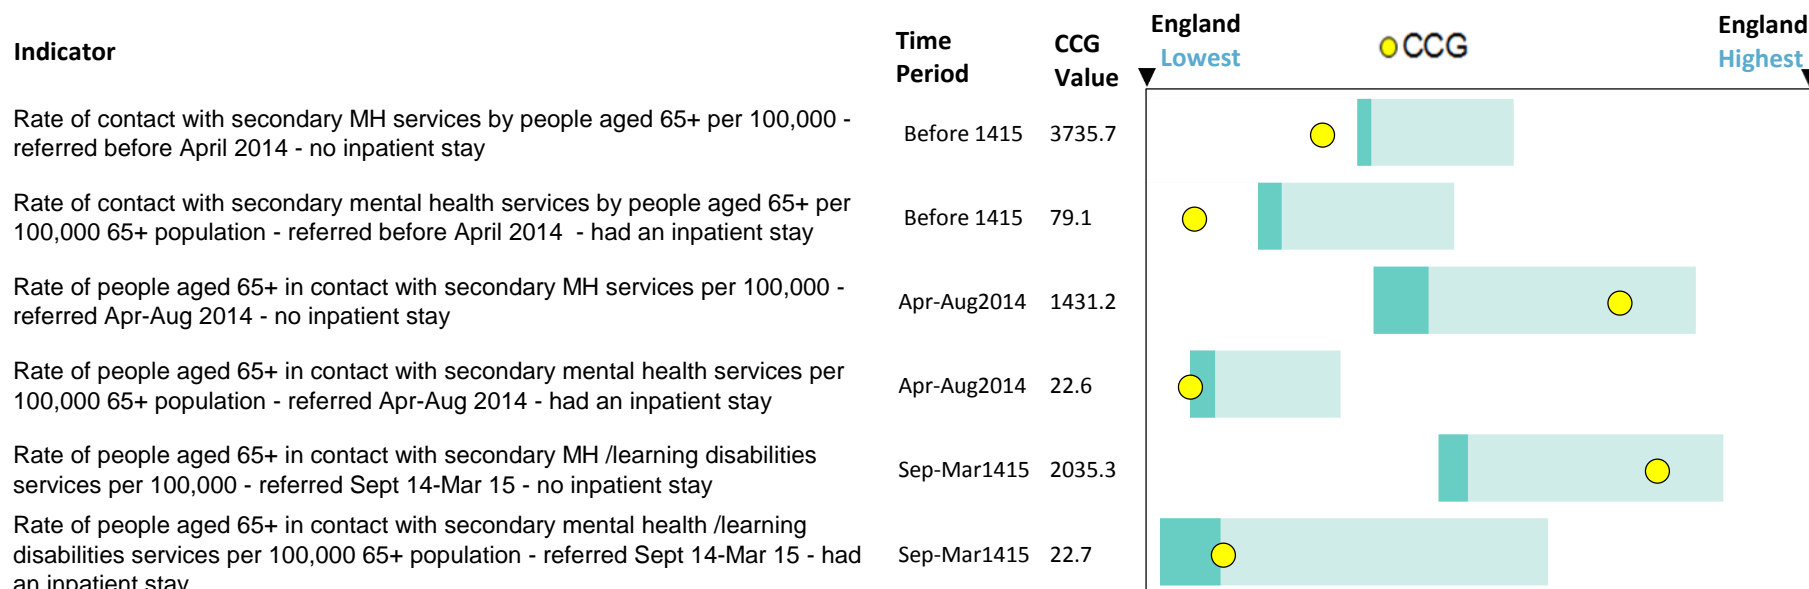 Indicator
Time
Period
CCG
Value
England
Lowest
CCG
England
Highest
Rate of contact with secondary MH services by people aged 65+ per 100,000 -
referred before April 2014 - no inpatient stay
Before 1415
3735.7
Rate of contact with secondary mental health services by people aged 65+ per
100,000 65+ population - referred before April 2014  - had an inpatient stay
Before 1415
79.1
Rate of people aged 65+ in contact with secondary MH services per 100,000 -
referred Apr-Aug 2014 - no inpatient stay
Apr-Aug2014
1431.2
Rate of people aged 65+ in contact with secondary mental health services per
100,000 65+ population - referred Apr-Aug 2014 - had an inpatient stay
Apr-Aug2014
22.6
Rate of people aged 65+ in contact with secondary MH /learning disabilities
services per 100,000 - referred Sept 14-Mar 15 - no inpatient stay
Sep-Mar1415
2035.3
Rate of people aged 65+ in contact with secondary mental health /learning
disabilities services per 100,000 65+ population - referred Sept 14-Mar 15 - had
an inpatient stay
Sep-Mar1415
22.7